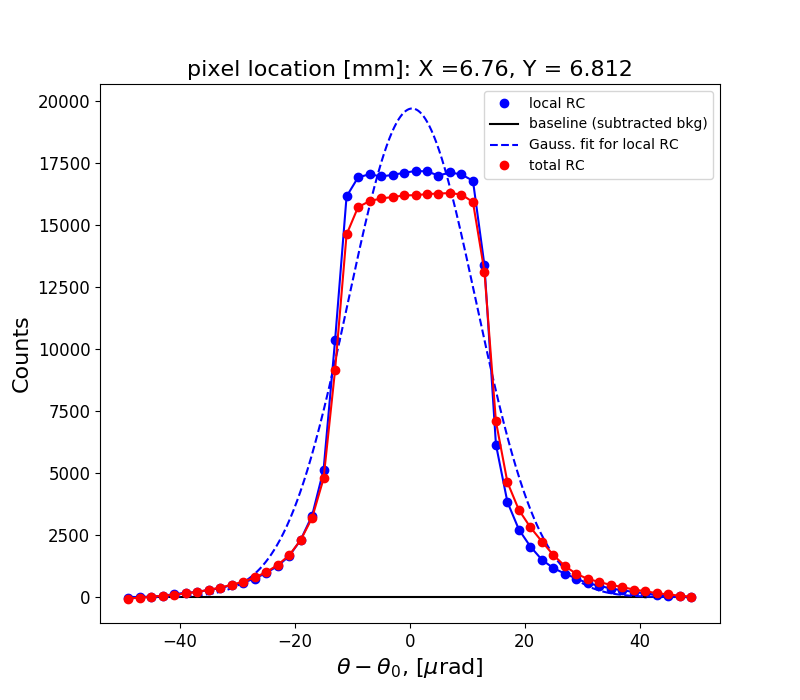 pixel location [mm]: X =6.76, Y = 6.812
20000
17500
15000
12500
10000
7500
5000
2500
0
Counts
local RC
baseline (subtracted bkg)
Gauss. fit for local RC
total RC
−40
−20
0
20
40
θ − θ₀, [μrad]